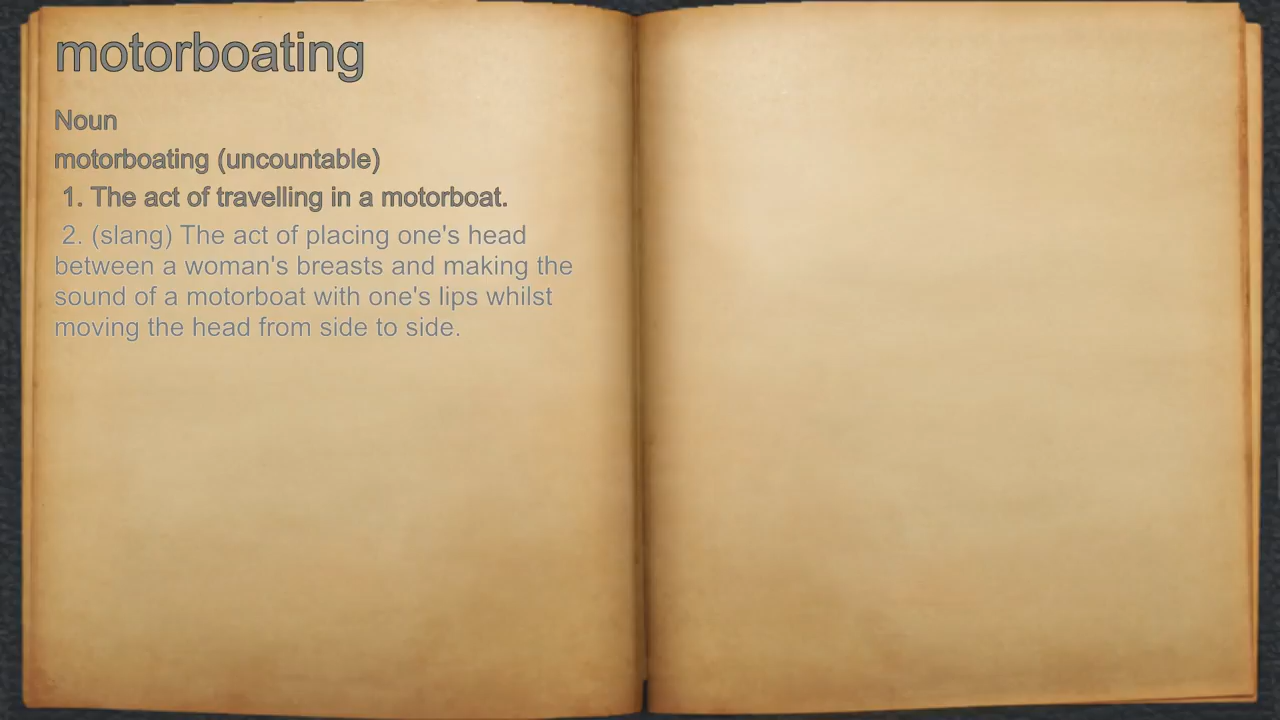 motorboating
Noun
motorboating (uncountable)
1. The act of travelling in a motorboat.
2. (slang) The act of placing one's head
between a woman's breasts and making the
sound of a motorboat with one's lips whilst
moving the head from side to side.